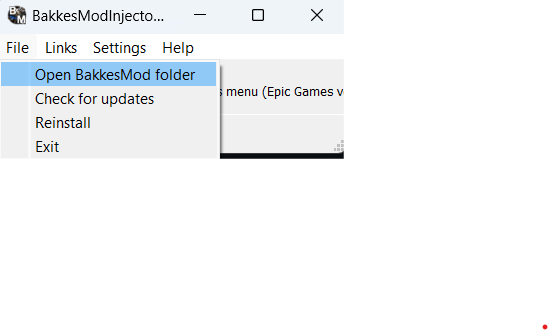 BakkesModInjecto...
File Links Settings Help
Open BakkesMod folder
menu (Epic Games
Check for updates
Reinstall
Exit